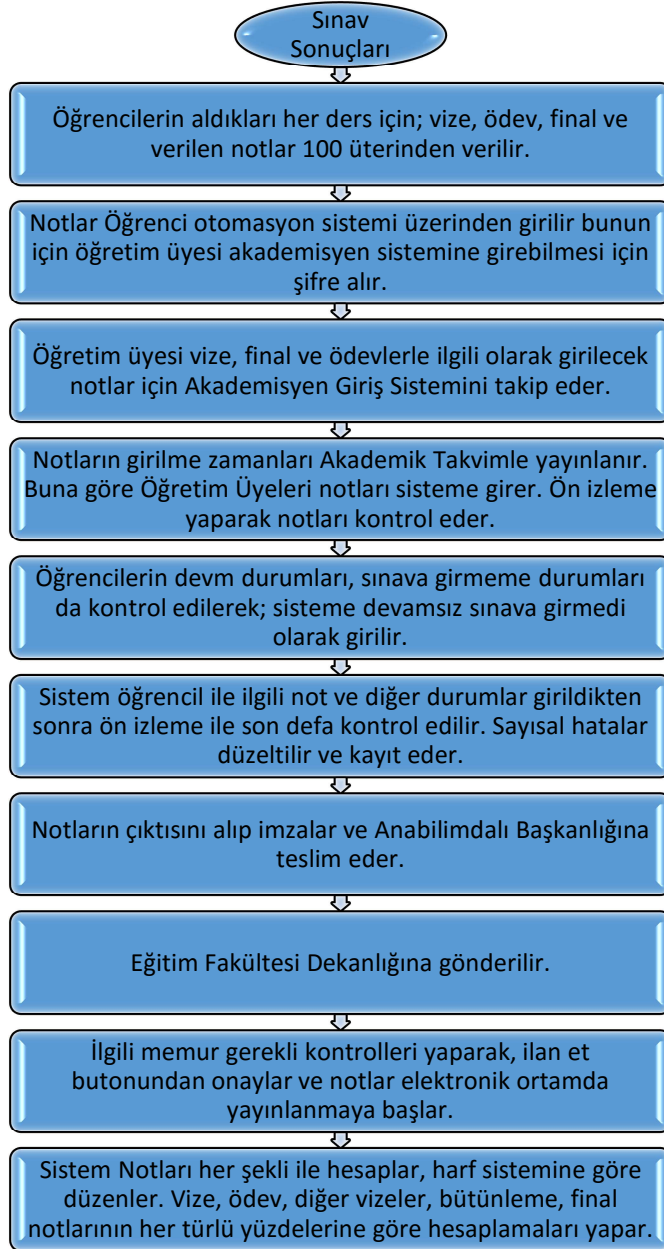 Sınav
Sonuçları
Öğrencilerin aldıkları her ders için; vize, ödev, final ve
verilen notlar 100 üterinden verilir.
Notlar Öğrenci otomasyon sistemi üzerinden girilir bunun
için öğretim üyesi akademisyen sistemine girebilmesi için
şifre alır.
Öğretim üyesi vize, final ve ödevlerle ilgili olarak girilecek
notlar için Akademisyen Giriş Sistemini takip eder.
Notların girilme zamanları Akademik Takvimle yayınlanır.
Buna göre Öğretim Üyeleri notları sisteme girer. Ön izleme
yaparak notları kontrol eder.
Öğrencilerin devm durumları, sınava girmeme durumları
da kontrol edilerek; sisteme devamsız sınava girmedi
olarak girilir.
Sistem öğrencil ile ilgili not ve diğer durumlar girildikten
sonra ön izleme ile son defa kontrol edilir. Sayısal hatalar
düzeltilir ve kayıt eder.
Notların çıktısını alıp imzalar ve Anabilimdalı Başkanlığına
teslim eder.
Eğitim Fakültesi Dekanlığına gönderilir.
İlgili memur gerekli kontrolleri yaparak, ilan et
butonundan onaylar ve notlar elektronik ortamda
yayınlanmaya başlar.
Sistem Notları her şekli ile hesaplar, harf sistemine göre
düzenler. Vize, ödev, diğer vizeler, bütünleme, final
notlarının her türlü yüzdelerine göre hesaplamaları yapar.